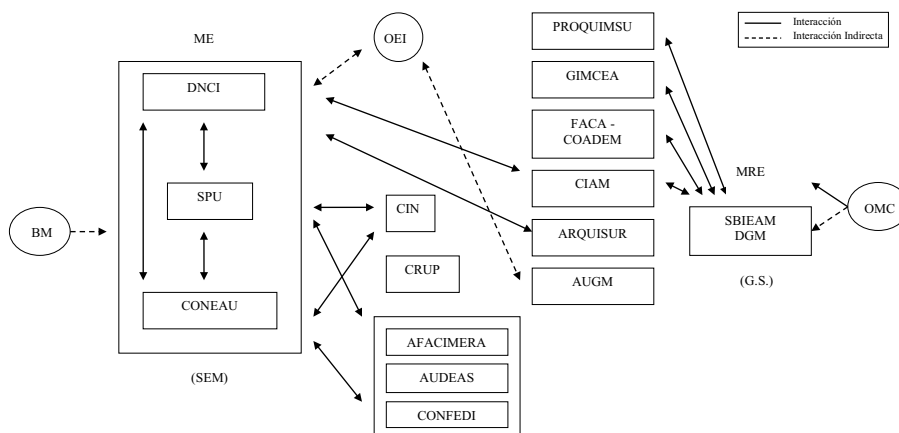 ME
OEI
PROQUIMSU
Interacción
Interacción Indirecta
DNCI
GIMCEA
FACA -
COADEM
MRE
SPU
CIAM
CIN
BM
OMC
ARQUISUR
SBIEAM
DGM
CRUP
AUGM
(G.S.)
CONEAU
AFACIMERA
(SEM)
AUDEAS
CONFEDI